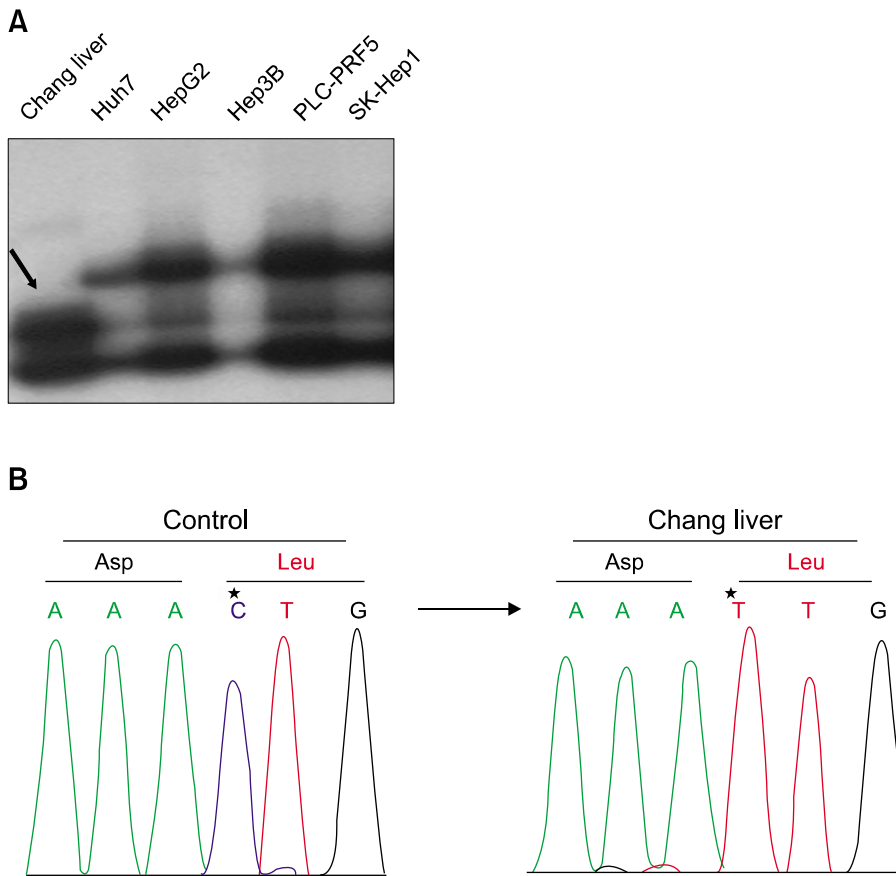 A
Chang liver Huh7 HepG2 Hep3B PLC-PRF5 SK-Hep1
B
Control Chang liver
Asp Leu Asp Leu
★ ★
A A A C T G A A A T T G